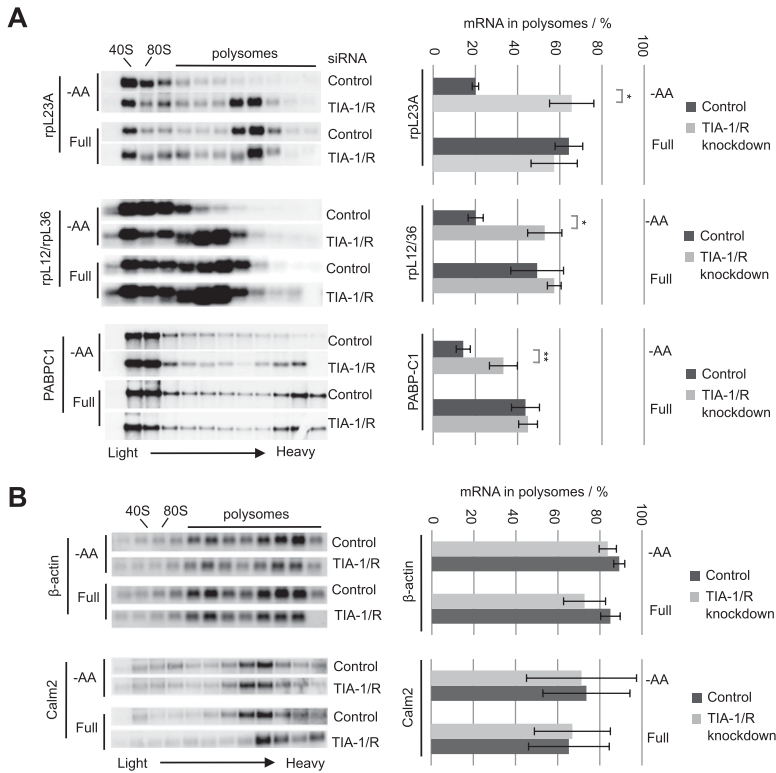 A
40S 80S polysomes siRNA
rpL23A
-AA
Control
TIA-1/R
Full
Control
TIA-1/R
rpL12/rpL36
-AA
Control
TIA-1/R
Full
Control
TIA-1/R
PABPC1
-AA
Control
TIA-1/R
Full
Control
TIA-1/R
Light Heavy
mRNA in polysomes / %
0 20 40 60 80 100
rpL23A
*
-AA
Full
Control
TIA-1/R
knockdown
rpL12/36
*
-AA
Full
Control
TIA-1/R
knockdown
PABP-C1
**
-AA
Full
Control
TIA-1/R
knockdown
B
40S 80S polysomes
β-actin
-AA
Control
TIA-1/R
Full
Control
TIA-1/R
Calm2
-AA
Control
TIA-1/R
Full
Control
TIA-1/R
Light Heavy
mRNA in polysomes / %
0 20 40 60 80 100
β-actin
-AA
Full
Control
TIA-1/R
knockdown
Calm2
-AA
Full
Control
TIA-1/R
knockdown